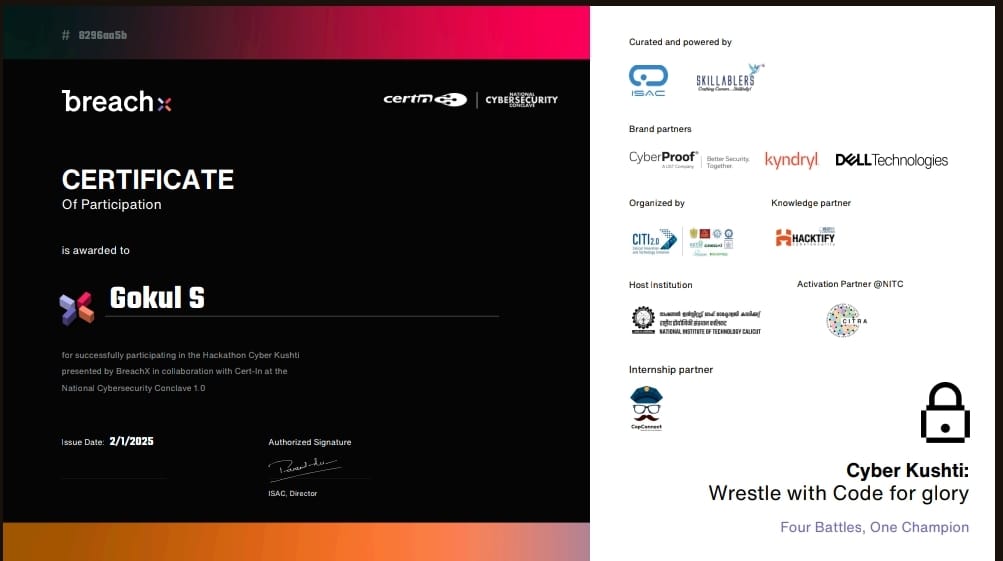 # 8296aa5b
breachx
certin
NATIONAL
CYBERSECURITY
CONCLAVE
CERTIFICATE
Of Participation
is awarded to
Gokul S
for successfully participating in the Hackathon Cyber Kushti
presented by BreachX in collaboration with Cert-In at the
National Cybersecurity Conclave 1.0
Issue Date: 2/1/2025
Authorized Signature
ISAC, Director
Curated and powered by
ISAC
SKILLABLERS
Brand partners
CyberProof
A UST Company
Better Security.
Together.
kyndryl
DELL Technologies
Organized by
CITI 2.0
Knowledge partner
HACKTIFY
Host institution
नाഷണൽ
NATIONAL INSTITUTE OF TECHNOLOGY CALICUT
Activation Partner @NITC
CITRA
Internship partner
CopConnect
Cyber Kushti:
Wrestle with Code for glory
Four Battles, One Champion